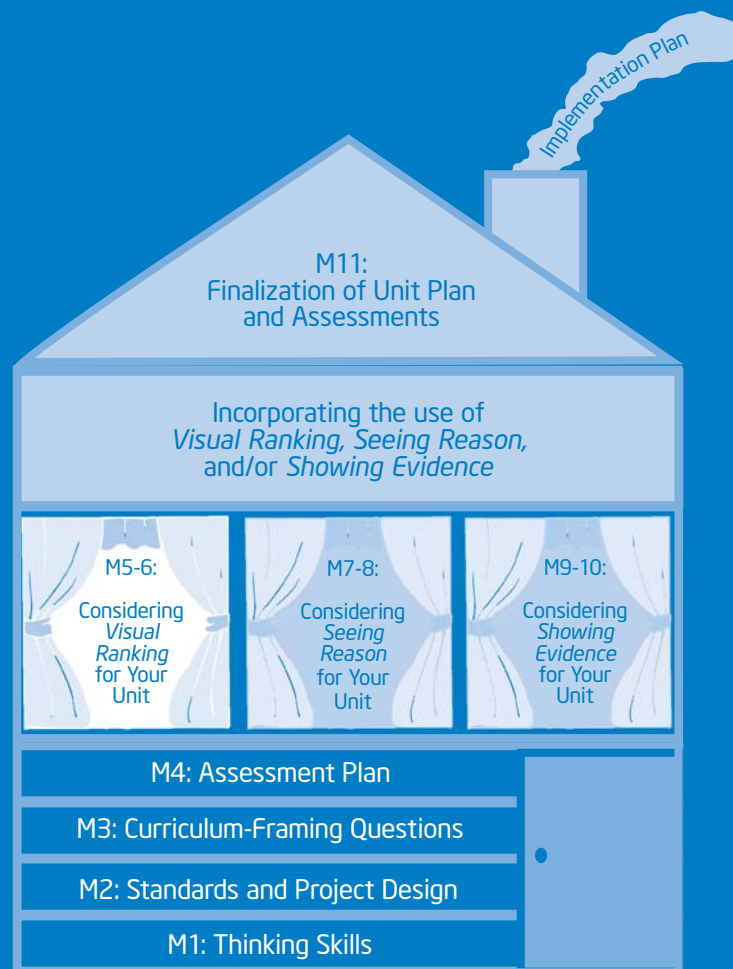 Implementation Plan
M11:
Finalization of Unit Plan
and Assessments
Incorporating the use of
Visual Ranking, Seeing Reason,
and/or Showing Evidence
M5-6:
Considering
Visual
Ranking
for Your
Unit
M7-8:
Considering
Seeing
Reason
for Your
Unit
M9-10:
Considering
Showing
Evidence
for Your
Unit
M4: Assessment Plan
M3: Curriculum-Framing Questions
M2: Standards and Project Design
M1: Thinking Skills